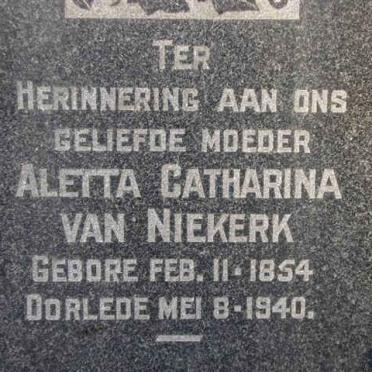 TER
HERINNERING AAN ONS
GELIEFDE MOEDER
ALETTA CATHARINA
VAN NIEKERK
GEBORE FEB. 11-1854
OORLEDE MEI 8-1940.